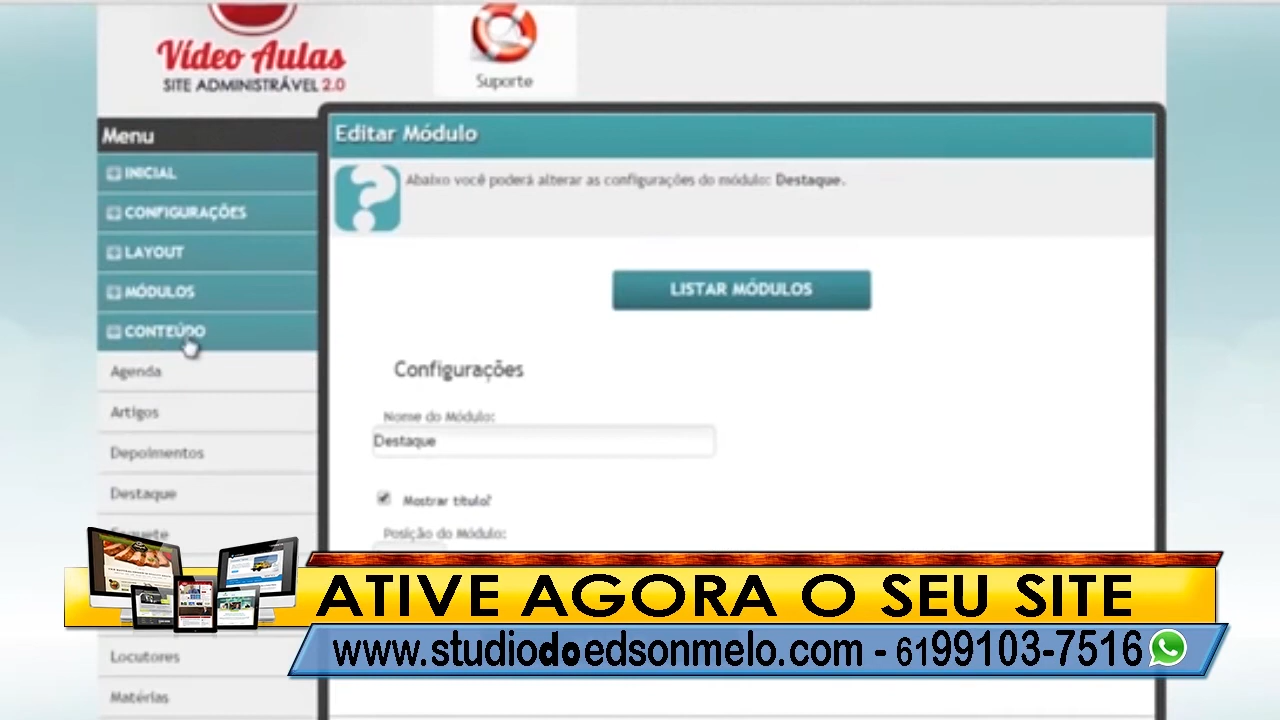 Vídeo Aulas
SITE ADMINISTRÁVEL 2.0
Suporte
Menu
INICIAL
CONFIGURAÇÕES
LAYOUT
MÓDULOS
CONTEÚDO
Agenda
Artigos
Depoimentos
Destaque
Enquete
Locutores
Matérias
Editar Módulo
Abaixo você poderá alterar as configurações do módulo: Destaque.
LISTAR MÓDULOS
Configurações
Nome do Módulo:
Destaque
Mostrar título?
Posição do Módulo:
ATIVE AGORA O SEU SITE
www.studiodoedsonmelo.com - 6199103-7516